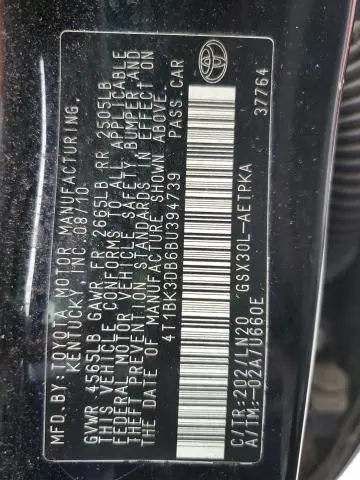 MFD.BY:TOYOTA MOTOR MANUFACTURING,
KENTUCKY, INC. 08/10
GVWR 4565LB GAWR FR 2665LB RR 2505LB
THIS VEHICLE CONFORMS TO ALL APPLICABLE
FEDERAL MOTOR VEHICLE SAFETY, BUMPER, AND
THEFT PREVENTION STANDARDS IN EFFECT ON
THE DATE OF MANUFACTURE SHOWN ABOVE.
4T1BK3DB6BU394739 PASS.CAR
TOYOTA
C/TR:202/LN20 GSX30L-AETPKA
A/TM:-02A/U660E 37764